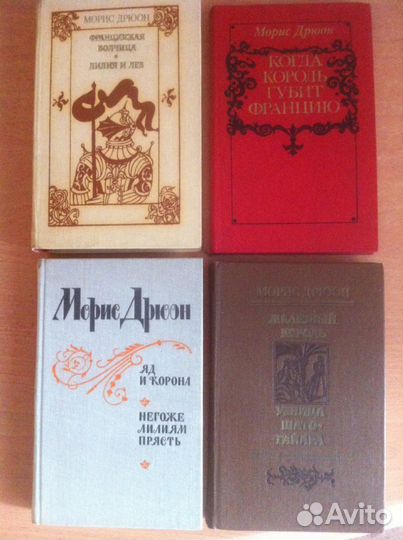 МОРИС ДРЮОН
ФРАНЦУЗСКАЯ
ВОЛЧИЦА
ЛИЛИЯ И ЛЕВ
Морис Дрюон
КОГДА
КОРОЛЬ
ГУБИТ
ФРАНЦИЮ
Морис Дрюон
ЯД
И КОРОНА
НЕГОЖЕ
ЛИЛИЯМ
ПРЯСТЬ
МОРИС ДРЮОН
ЖЕЛЕЗНЫЙ
КОРОЛЬ
УЗНИЦА
ШАТО-
ГАЙАРА
Avito